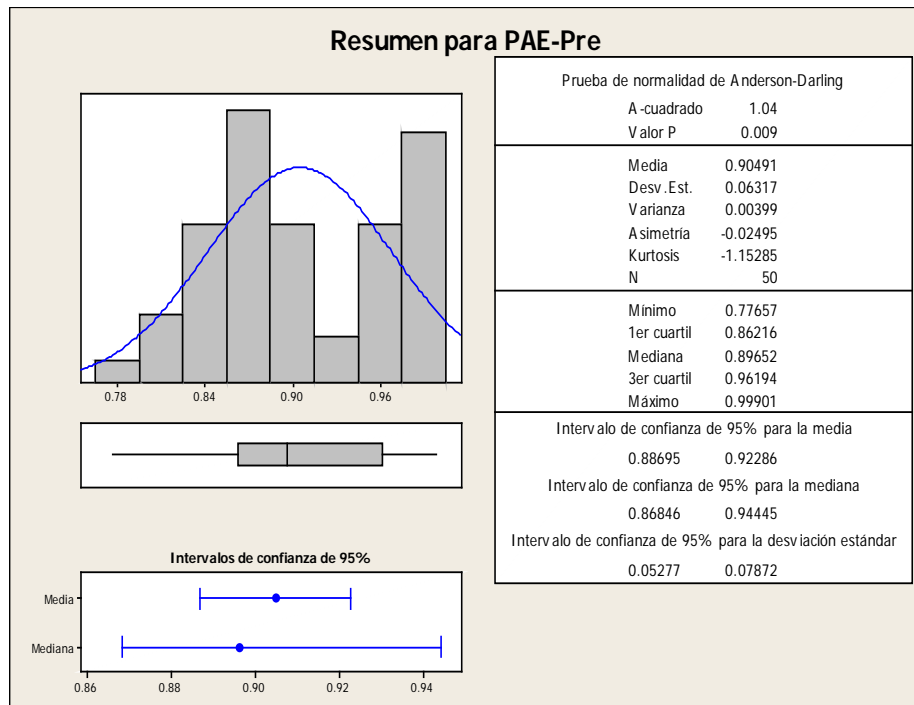 Resumen para PAE-Pre
0.78 0.84 0.90 0.96
Intervalos de confianza de 95%
Media
Mediana
0.86 0.88 0.90 0.92 0.94
Prueba de normalidad de Anderson-Darling
A-cuadrado 1.04
Valor P 0.009
Media 0.90491
Desv.Est. 0.06317
Varianza 0.00399
Asimetría -0.02495
Kurtosis -1.15285
N 50
Mínimo 0.77657
1er cuartil 0.86216
Mediana 0.89652
3er cuartil 0.96194
Máximo 0.99901
Intervalo de confianza de 95% para la media
0.88695 0.92286
Intervalo de confianza de 95% para la mediana
0.86846 0.94445
Intervalo de confianza de 95% para la desviación estándar
0.05277 0.07872